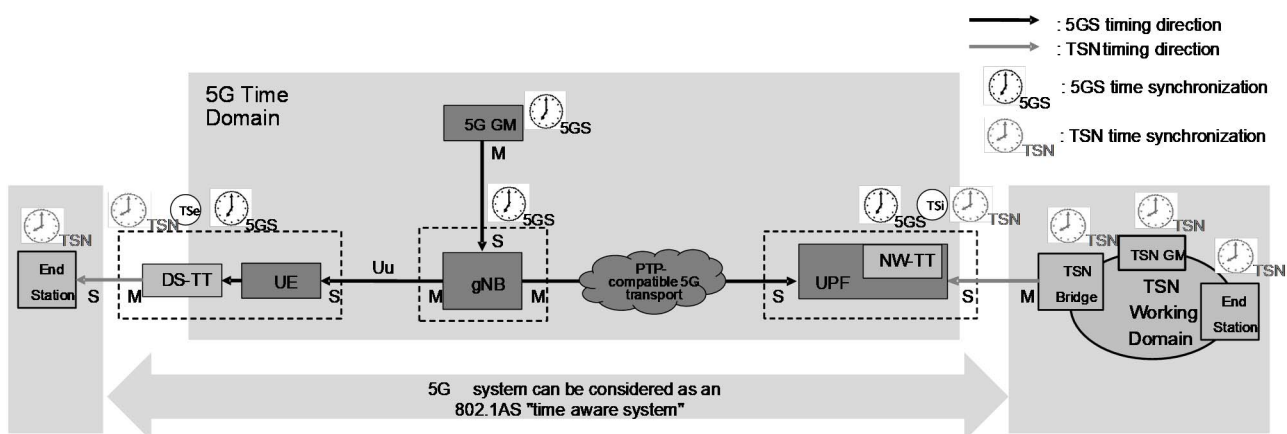 : 5GS timing direction
: TSN timing direction
5GS
: 5GS time synchronization
TSN
: TSN time synchronization
5G Time
Domain
5G GM
5GS
M
5GS
S
TSN
TSe
5GS
5GS
TSi
TSN
TSN
End
Station
S
M
DS-TT
UE
S
Uu
M
gNB
M
PTP-
compatible 5G
transport
S
UPF
NW-TT
S
M
TSN
Bridge
TSN
TSN GM
TSN
TSN
Working
Domain
End
Station
TSN
5G system can be considered as an
802.1AS "time aware system"